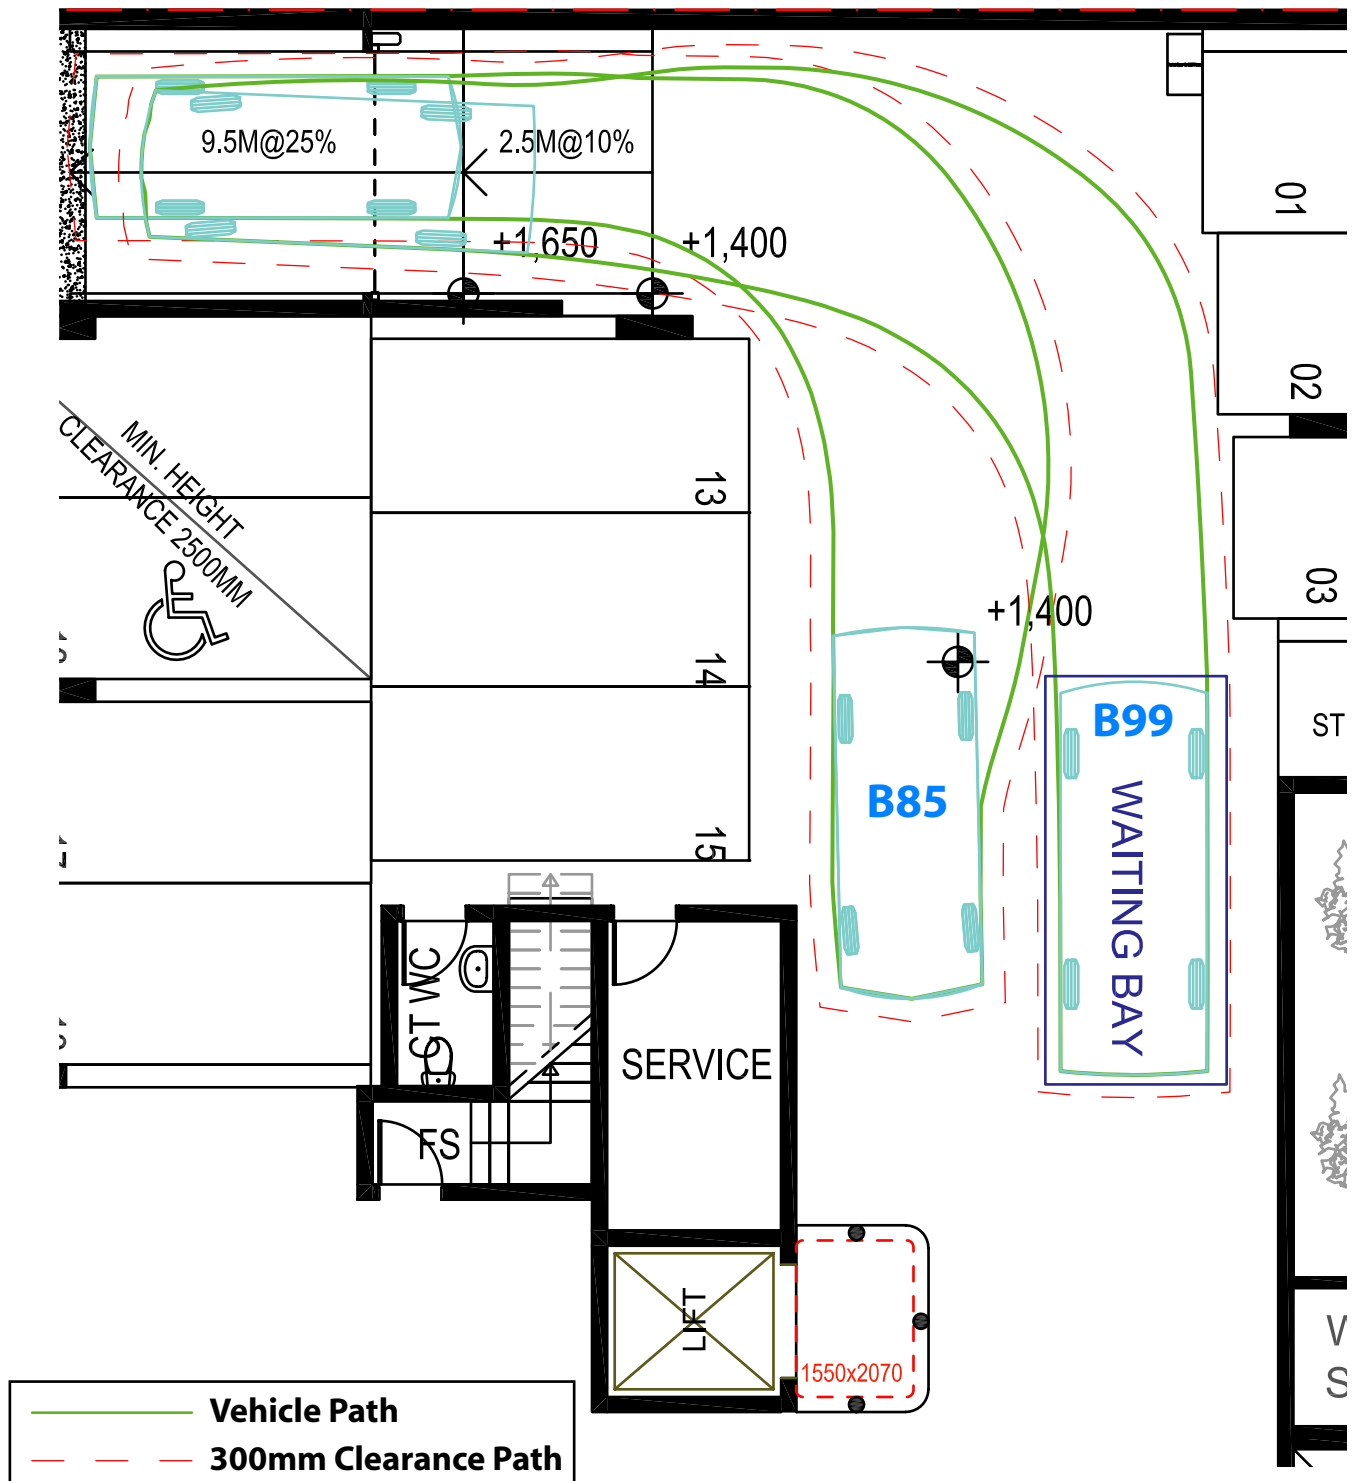 9.5M@25%
2.5M@10%
+1,650
+1,400
01
02
03
MIN. HEIGHT
CLEARANCE 2500MM
13
14
15
+1,400
B99
WAITING BAY
B85
ST
GT WC
SERVICE
FS
LIFT
1550x2070
Vehicle Path
300mm Clearance Path